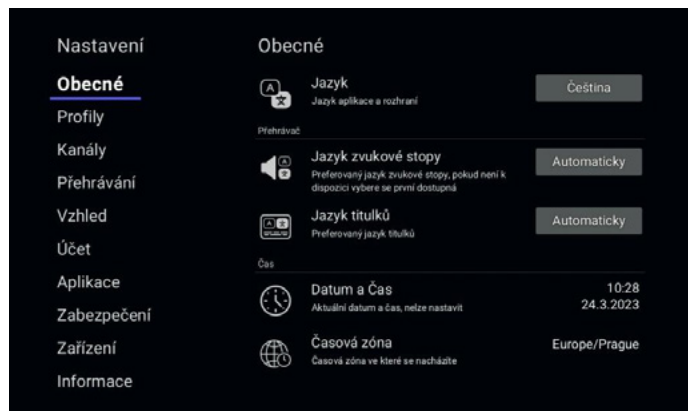 Nastavení
Obecné
Profily
Kanály
Přehrávání
Vzhled
Účet
Aplikace
Zabezpečení
Zařízení
Informace
Obecné
Jazyk
Jazyk aplikace a rozhraní
Čeština
Přehrávač
Jazyk zvukové stopy
Preferovaný jazyk zvukové stopy, pokud není k
dispozici vybere se první dostupná
Automaticky
Jazyk titulků
Preferovaný jazyk titulků
Automaticky
Čas
Datum a Čas
Aktuální datum a čas, nelze nastavit
10:28
24.3.2023
Časová zóna
Časová zóna ve které se nacházíte
Europe/Prague